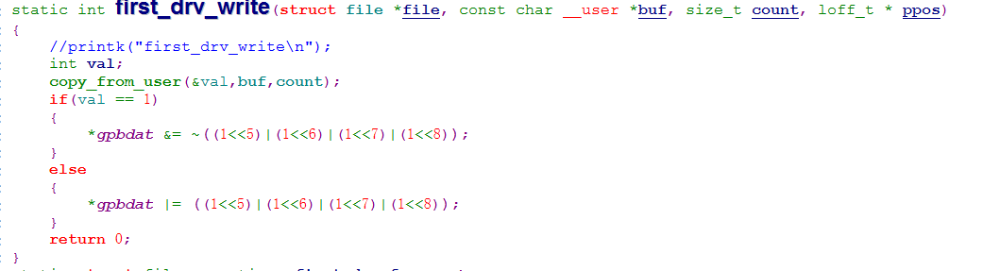 static int first_drv_write(struct file *file, const char __user *buf, size_t count, loff_t * ppos)
{
    //printk("first_drv_write\n");
    int val;
    copy_from_user(&val,buf,count);
    if(val == 1)
    {
        *gpbdat &= ~((1<<5)|(1<<6)|(1<<7)|(1<<8));
    }
    else
    {
        *gpbdat |= ((1<<5)|(1<<6)|(1<<7)|(1<<8));
    }
    return 0;
}